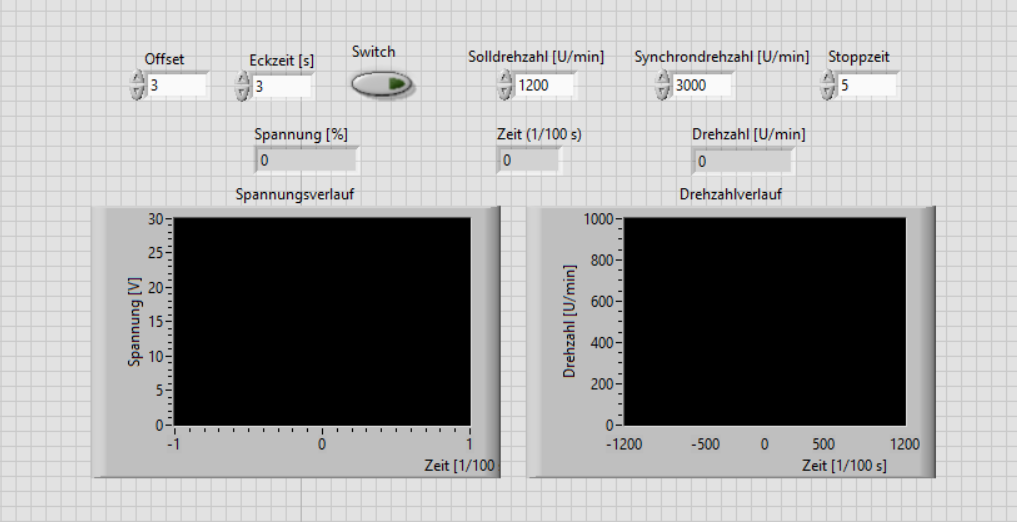 Offset
Eckzeit [s]
Switch
Solldrehzahl [U/min]
Synchrondrehzahl [U/min]
Stoppzeit
3
3
1200
3000
5
Spannung [%]
Zeit (1/100 s)
Drehzahl [U/min]
0
0
0
Spannungsverlauf
Drehzahlverlauf
Spannung [V]
30
25
20
15
10
5
0
-1
0
1
Zeit [1/100
Drehzahl [U/min]
1000
800
600
400
200
0
-1200
-500
0
500
1200
Zeit [1/100 s]